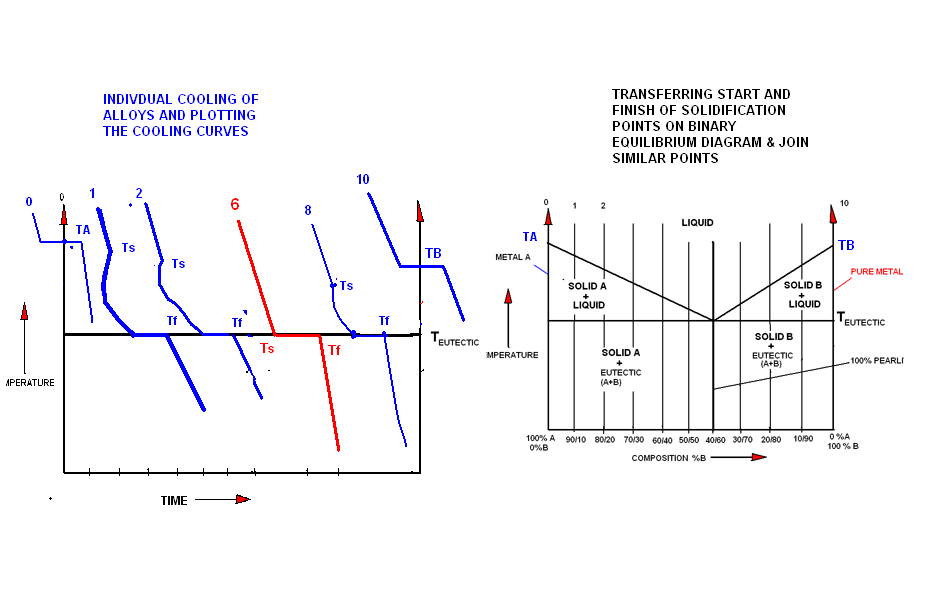 INDIVDUAL COOLING OF
ALLOYS AND PLOTTING
THE COOLING CURVES
0
0
1
2
6
8
10
TA
Ts
Ts
Ts
TB
Tf
Tf
Tf
Ts
Tf
TEUTECTIC
MPERATURE
TIME
TRANSFERRING START AND
FINISH OF SOLIDIFICATION
POINTS ON BINARY
EQUILIBRIUM DIAGRAM & JOIN
SIMILAR POINTS
0
1
2
10
LIQUID
TA
TB
METAL A
PURE METAL
SOLID A
+
LIQUID
SOLID B
+
LIQUID
TEUTECTIC
SOLID A
+
EUTECTIC
(A+B)
SOLID B
+
EUTECTIC
(A+B)
MPERATURE
100% PEARLI
100% A
0%B
90/10
80/20
70/30
60/40
50/50
40/60
30/70
20/80
10/90
0 %A
100 % B
COMPOSITION %B